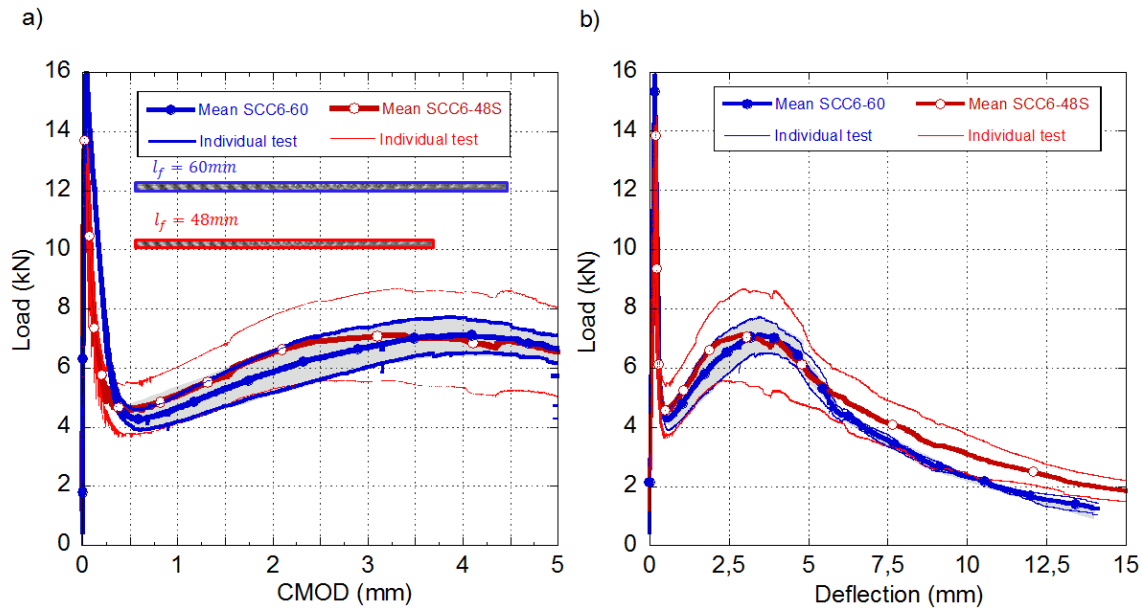 a)
Load (kN)
16
14
12
10
8
6
4
2
0
Mean SCC6-60
Mean SCC6-48S
Individual test
Individual test
l_f = 60mm
l_f = 48mm
0 1 2 3 4 5
CMOD (mm)
b)
Load (kN)
16
14
12
10
8
6
4
2
0
Mean SCC6-60
Mean SCC6-48S
Individual test
Individual test
0 2,5 5 7,5 10 12,5 15
Deflection (mm)